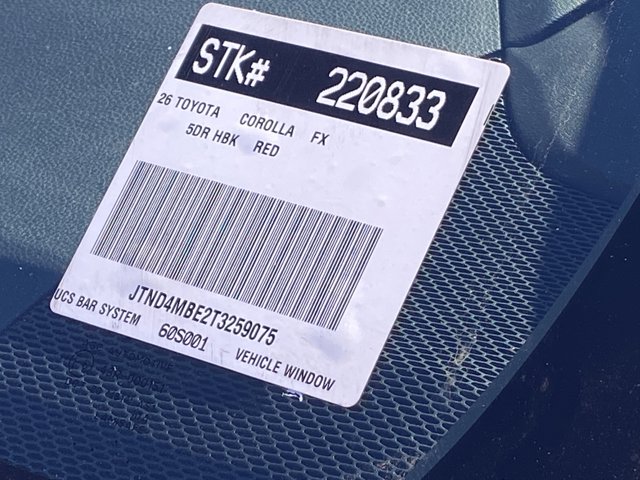 STK# 220833
26 TOYOTA COROLLA FX
5DR HBK RED
JTND4MBE2T3259075
UCS BAR SYSTEM 60S001 VEHICLE WINDOW